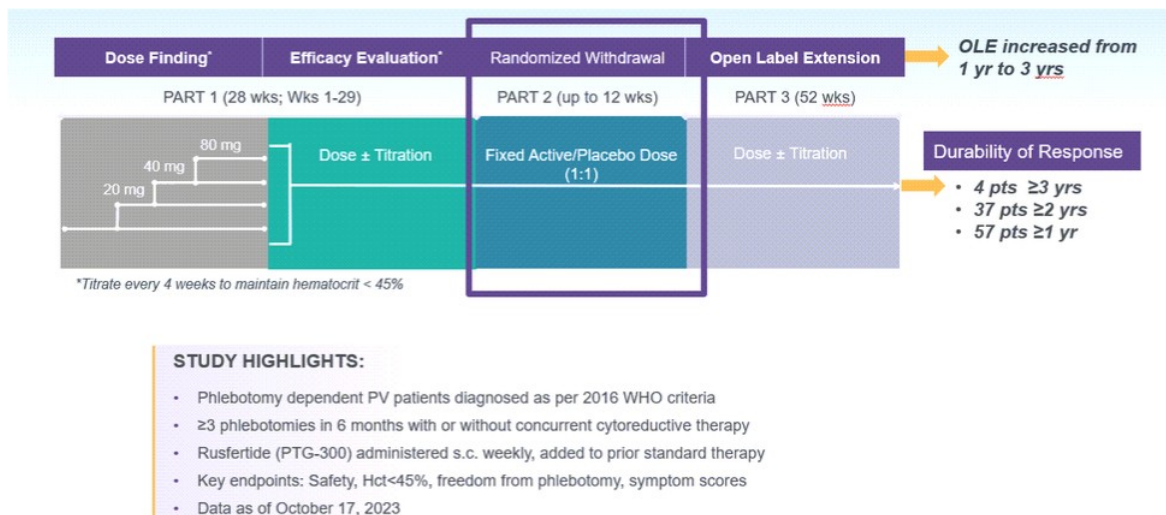 Dose Finding*
Efficacy Evaluation*
Randomized Withdrawal
Open Label Extension
OLE increased from
1 yr to 3 yrs
PART 1 (28 wks; Wks 1-29)
PART 2 (up to 12 wks)
PART 3 (52 wks)
80 mg
40 mg
20 mg
Dose ± Titration
Fixed Active/Placebo Dose
(1:1)
Dose ± Titration
Durability of Response
• 4 pts ≥3 yrs
• 37 pts ≥2 yrs
• 57 pts ≥1 yr
*Titrate every 4 weeks to maintain hematocrit < 45%
STUDY HIGHLIGHTS:
• Phlebotomy dependent PV patients diagnosed as per 2016 WHO criteria
• ≥3 phlebotomies in 6 months with or without concurrent cytoreductive therapy
• Rusfertide (PTG-300) administered s.c. weekly, added to prior standard therapy
• Key endpoints: Safety, Hct<45%, freedom from phlebotomy, symptom scores
• Data as of October 17, 2023